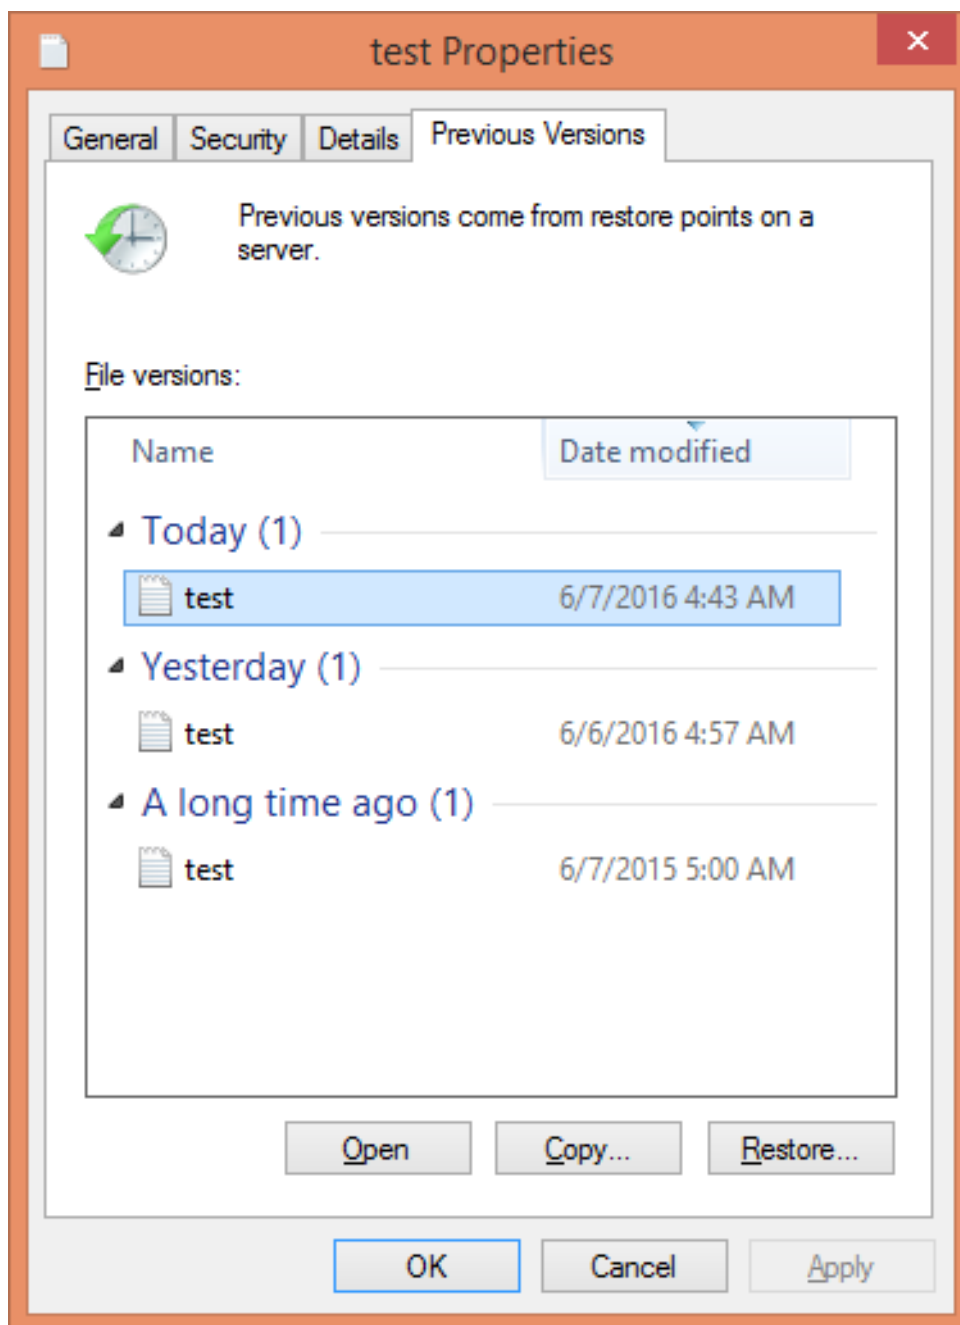 test Properties
General Security Details Previous Versions
Previous versions come from restore points on a
server.
File versions:
Name Date modified
Today (1)
test 6/7/2016 4:43 AM
Yesterday (1)
test 6/6/2016 4:57 AM
A long time ago (1)
test 6/7/2015 5:00 AM
Open Copy... Restore...
OK Cancel Apply